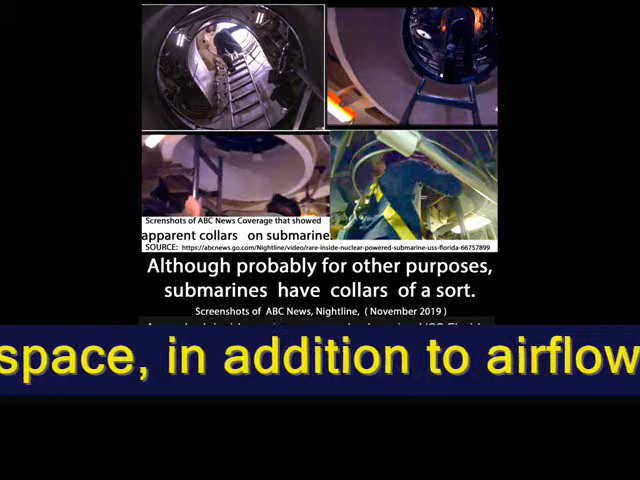 Screnshots of ABC News Coverage that showed
apparent collars on submarine.
SOURCE: https://abcnews.go.com/Nightline/video/rare-inside-nuclear-powered-submarine-uss-florida-66757899
Although probably for other purposes,
submarines have collars of a sort.
Screenshots of ABC News, Nightline, ( November 2019 )
space, in addition to airflow